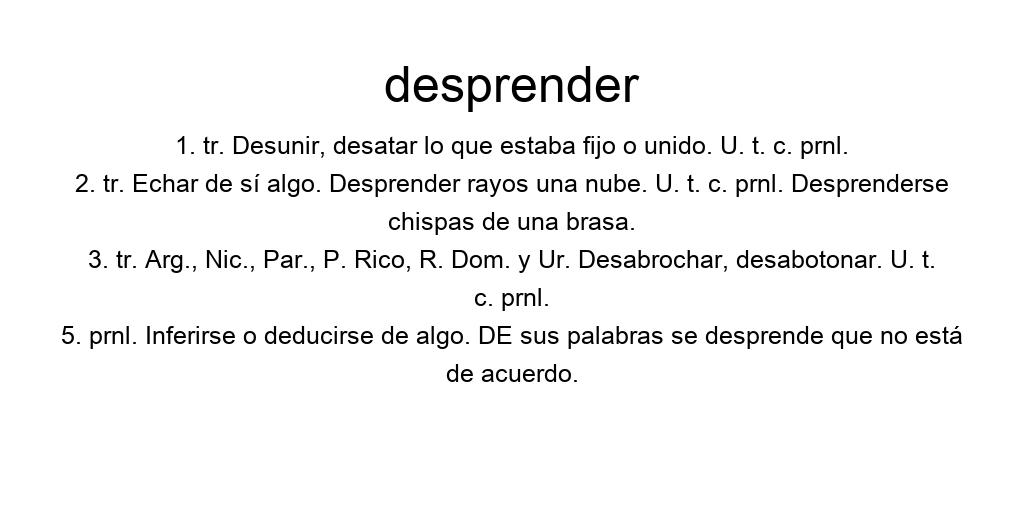 desprender
1. tr. Desunir, desatar lo que estaba fijo o unido. U. t. c. prnl.
2. tr. Echar de sí algo. Desprender rayos una nube. U. t. c. prnl. Desprenderse
chispas de una brasa.
3. tr. Arg., Nic., Par., P. Rico, R. Dom. y Ur. Desabrochar, desabotonar. U. t.
c. prnl.
5. prnl. Inferirse o deducirse de algo. DE sus palabras se desprende que no está
de acuerdo.